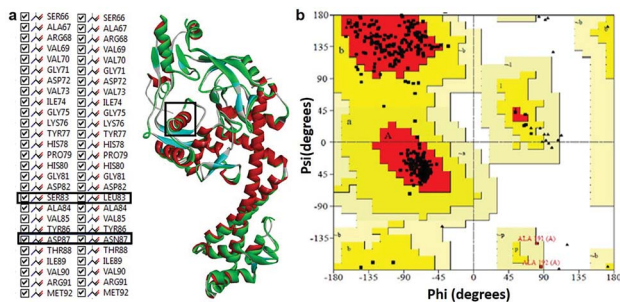 a
SER66 SER66
ALA67 ALA67
ARG68 ARG68
VAL69 VAL69
VAL70 VAL70
GLY71 GLY71
ASP72 ASP72
VAL73 VAL73
ILE74 ILE74
GLY75 GLY75
LYS76 LYS76
TYR77 TYR77
HIS78 HIS78
PRO79 PRO79
HIS80 HIS80
GLY81 GLY81
ASP82 ASP82
SER83 LEU83
ALA84 ALA84
VAL85 VAL85
TYR86 TYR86
ASP87 ASN87
THR88 THR88
ILE89 ILE89
VAL90 VAL90
ARG91 ARG91
MET92 MET92
b
Psi(degrees)
180
135
90
45
0
-45
-90
-135
b
a
A
l
~a
~b
b
~p
p
b
ALA 191 (A)
ALA 192 (A)
-180 -135 -90 -45 0 45 90 135 180
Phi (degrees)